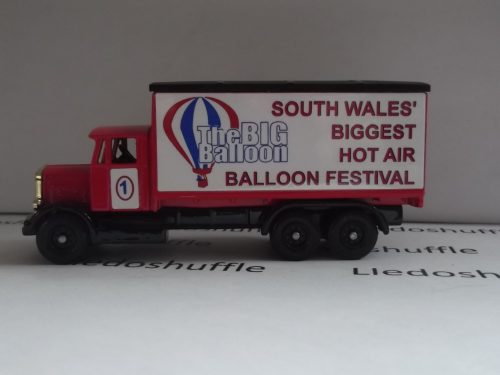 SOUTH WALES'
BIGGEST
HOT AIR
BALLOON FESTIVAL
The BIG
Balloon
1
Lledoshuffle
Lledoshuffle